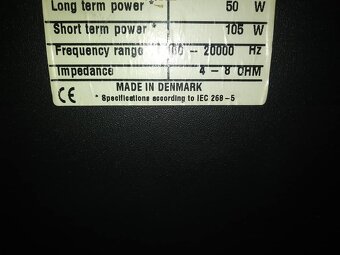 Long term power * 50 W
Short term power * 105 W
Frequency range 60 - 20000 Hz
Impedance 4 - 8 OHM
MADE IN DENMARK
CE * Specifications according to IEC 268-5